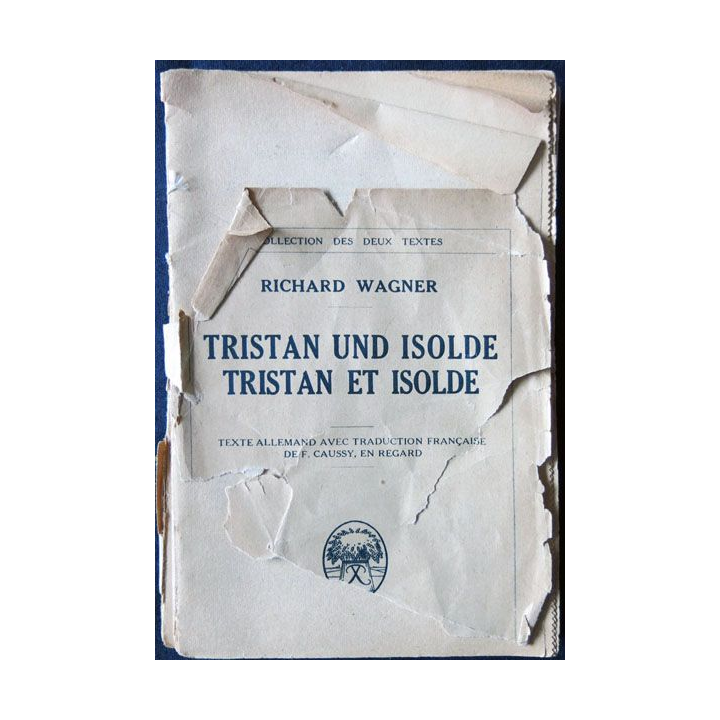 OLLECTION DES DEUX TEXTES
RICHARD WAGNER
TRISTAN UND ISOLDE
TRISTAN ET ISOLDE
TEXTE ALLEMAND AVEC TRADUCTION FRANÇAISE
DE F. CAUSSY, EN REGARD